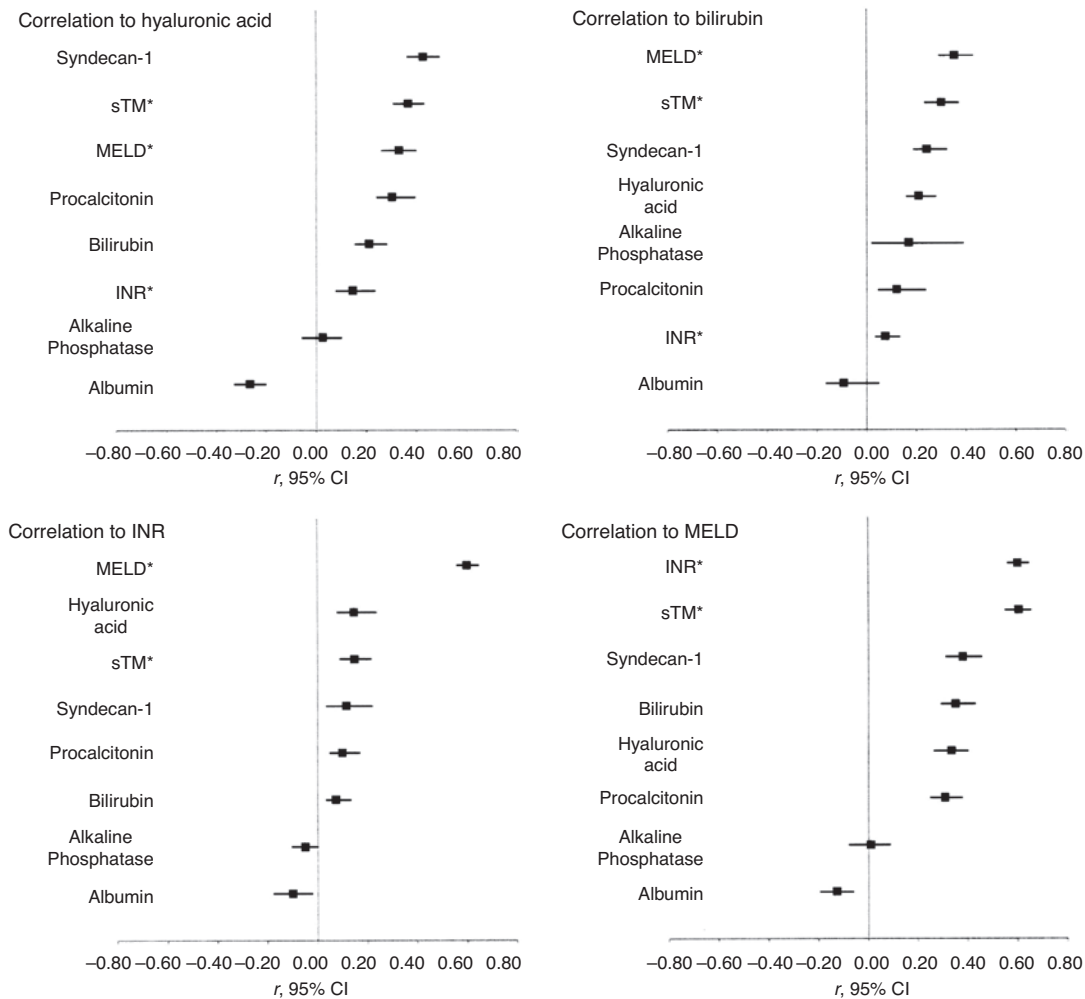 Correlation to hyaluronic acid
Syndecan-1
sTM*
MELD*
Procalcitonin
Bilirubin
INR*
Alkaline
Phosphatase
Albumin
–0.80 –0.60 –0.40 –0.20 0.00 0.20 0.40 0.60 0.80
r, 95% CI
Correlation to bilirubin
MELD*
sTM*
Syndecan-1
Hyaluronic
acid
Alkaline
Phosphatase
Procalcitonin
INR*
Albumin
–0.80 –0.60 –0.40 –0.20 0.00 0.20 0.40 0.60 0.80
r, 95% CI
Correlation to INR
MELD*
Hyaluronic
acid
sTM*
Syndecan-1
Procalcitonin
Bilirubin
Alkaline
Phosphatase
Albumin
–0.80 –0.60 –0.40 –0.20 0.00 0.20 0.40 0.60 0.80
r, 95% CI
Correlation to MELD
INR*
sTM*
Syndecan-1
Bilirubin
Hyaluronic
acid
Procalcitonin
Alkaline
Phosphatase
Albumin
–0.80 –0.60 –0.40 –0.20 0.00 0.20 0.40 0.60 0.80
r, 95% CI